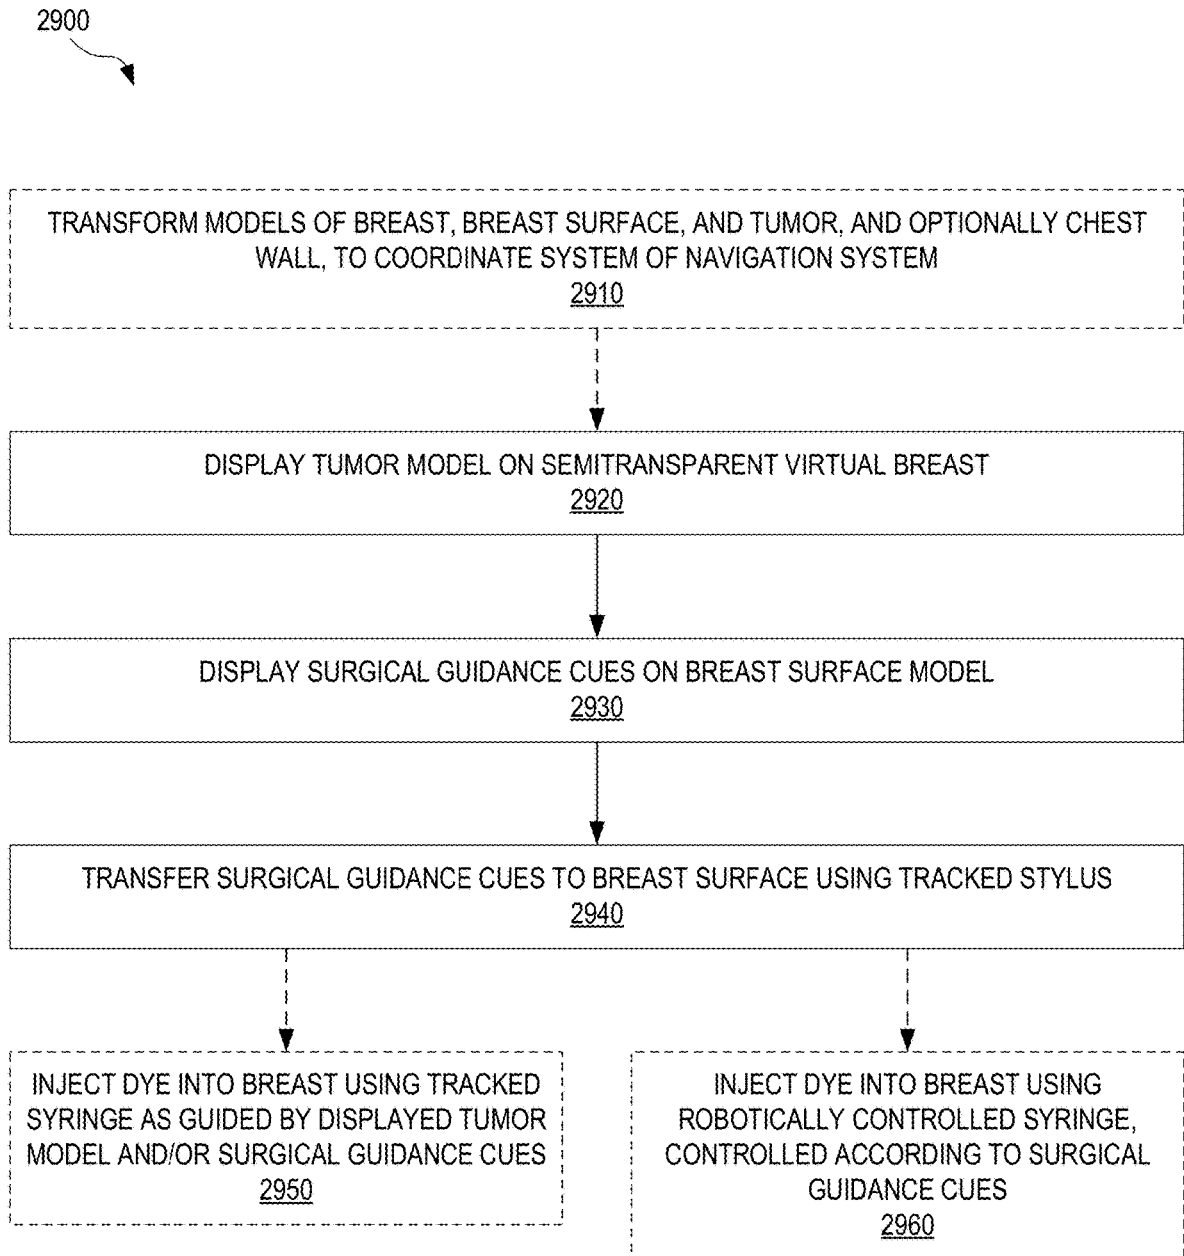 2900
TRANSFORM MODELS OF BREAST, BREAST SURFACE, AND TUMOR, AND OPTIONALLY CHEST
WALL, TO COORDINATE SYSTEM OF NAVIGATION SYSTEM
2910
DISPLAY TUMOR MODEL ON SEMITRANSPARENT VIRTUAL BREAST
2920
DISPLAY SURGICAL GUIDANCE CUES ON BREAST SURFACE MODEL
2930
TRANSFER SURGICAL GUIDANCE CUES TO BREAST SURFACE USING TRACKED STYLUS
2940
INJECT DYE INTO BREAST USING TRACKED
SYRINGE AS GUIDED BY DISPLAYED TUMOR
MODEL AND/OR SURGICAL GUIDANCE CUES
2950
INJECT DYE INTO BREAST USING
ROBOTICALLY CONTROLLED SYRINGE,
CONTROLLED ACCORDING TO SURGICAL
GUIDANCE CUES
2960